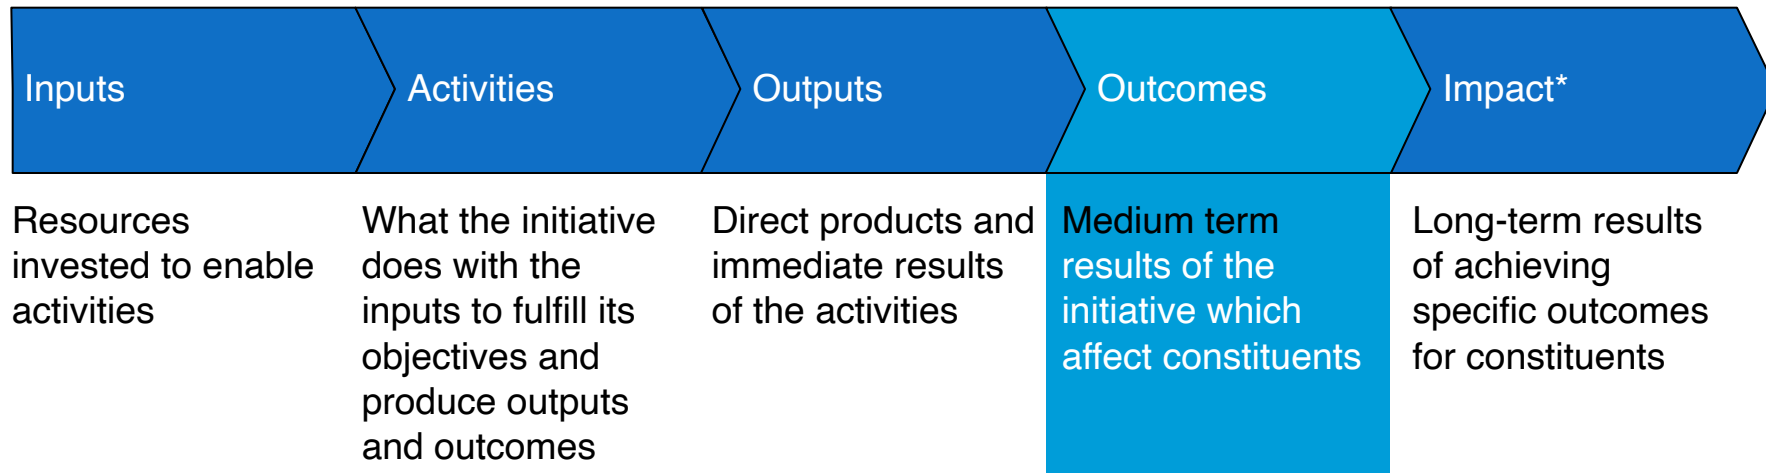 Inputs
Activities
Outputs
Outcomes
Impact*
Resources
invested to enable
activities
What the initiative
does with the
inputs to fulfill its
objectives and
produce outputs
and outcomes
Direct products and
immediate results
of the activities
Medium term
results of the
initiative which
affect constituents
Long-term results
of achieving
specific outcomes
for constituents